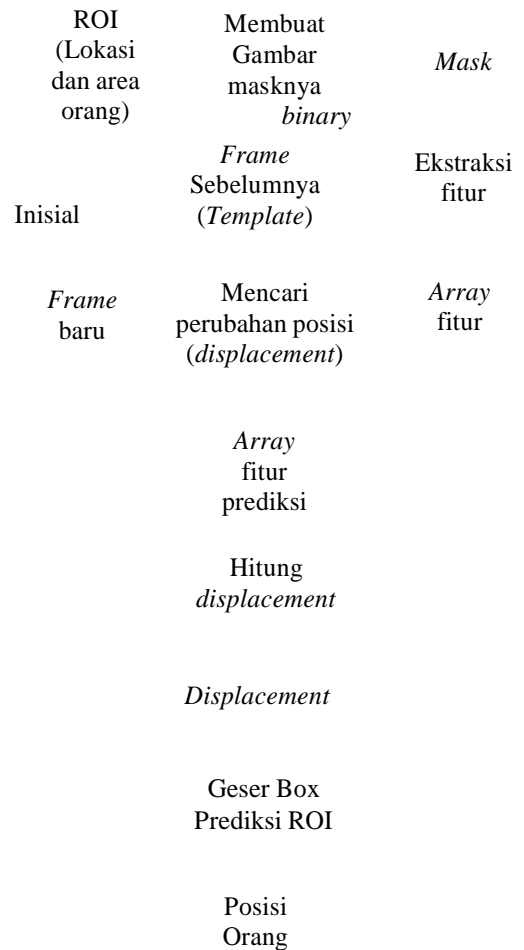 ROI
(Lokasi
dan area
orang)
Membuat
Gambar
masknya
binary
Mask
Inisial
Frame
Sebelumnya
(Template)
Ekstraksi
fitur
Frame
baru
Mencari
perubahan posisi
(displacement)
Array
fitur
Array
fitur
prediksi
Hitung
displacement
Displacement
Geser Box
Prediksi ROI
Posisi
Orang